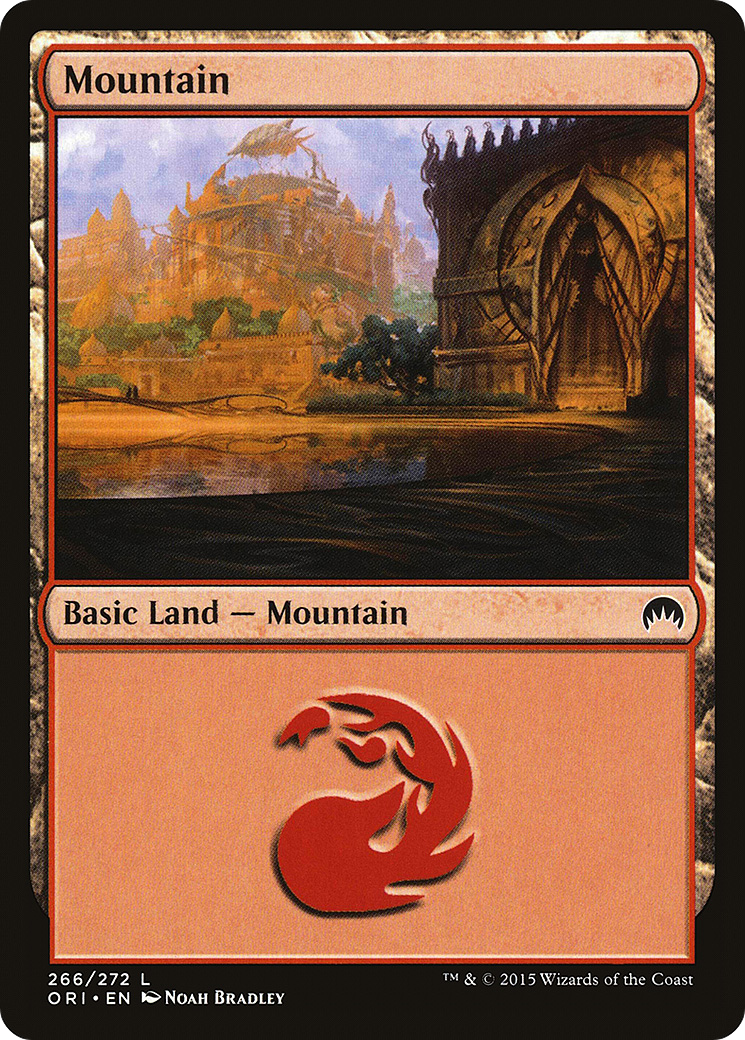 Mountain
Basic Land — Mountain
266/272 L
ORI • EN Noah Bradley
™ & © 2015 Wizards of the Coast